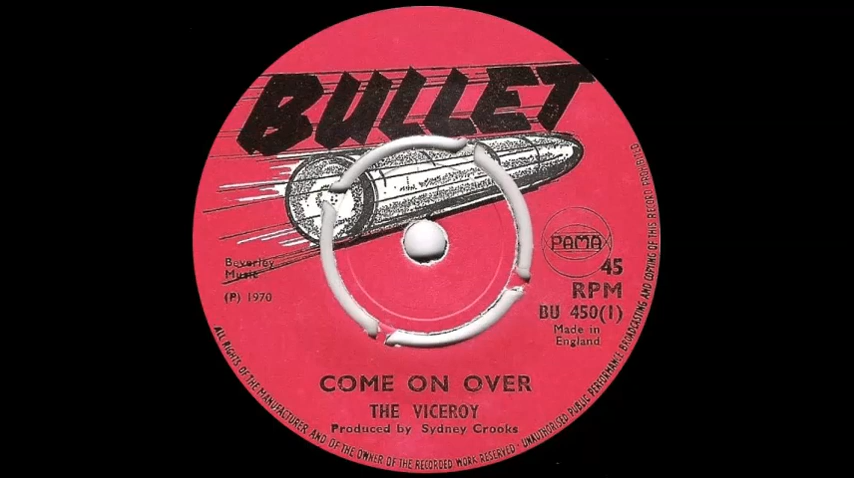 BULLET
PAMA
45
RPM
BU 450(1)
Made in
England
Beverley
Music
(P) 1970
COME ON OVER
THE VICEROY
Produced by Sydney Crooks
ALL RIGHTS OF THE MANUFACTURER AND OF THE OWNER OF THE RECORDED WORK RESERVED - UNAUTHORISED PUBLIC PERFORMANCE BROADCASTING AND COPYING OF THIS RECORD PROHIBITED